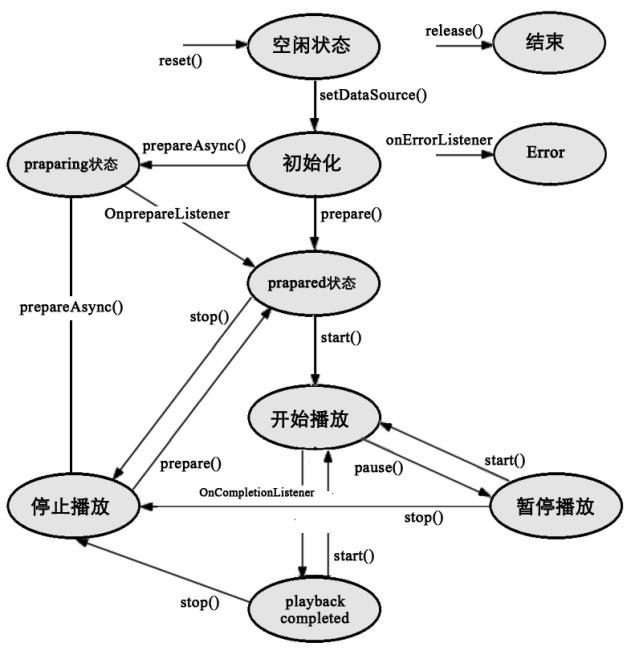 空闲状态
release()
结束
reset()
setDataSource()
prepareAsync()
onErrorListener
Error
praparing状态
初始化
OnprepareListener
prepare()
prapared状态
prepareAsync()
stop()
start()
开始播放
prepare()
pause()
start()
OnCompletionListener
停止播放
stop()
暂停播放
start()
stop()
playback
completed